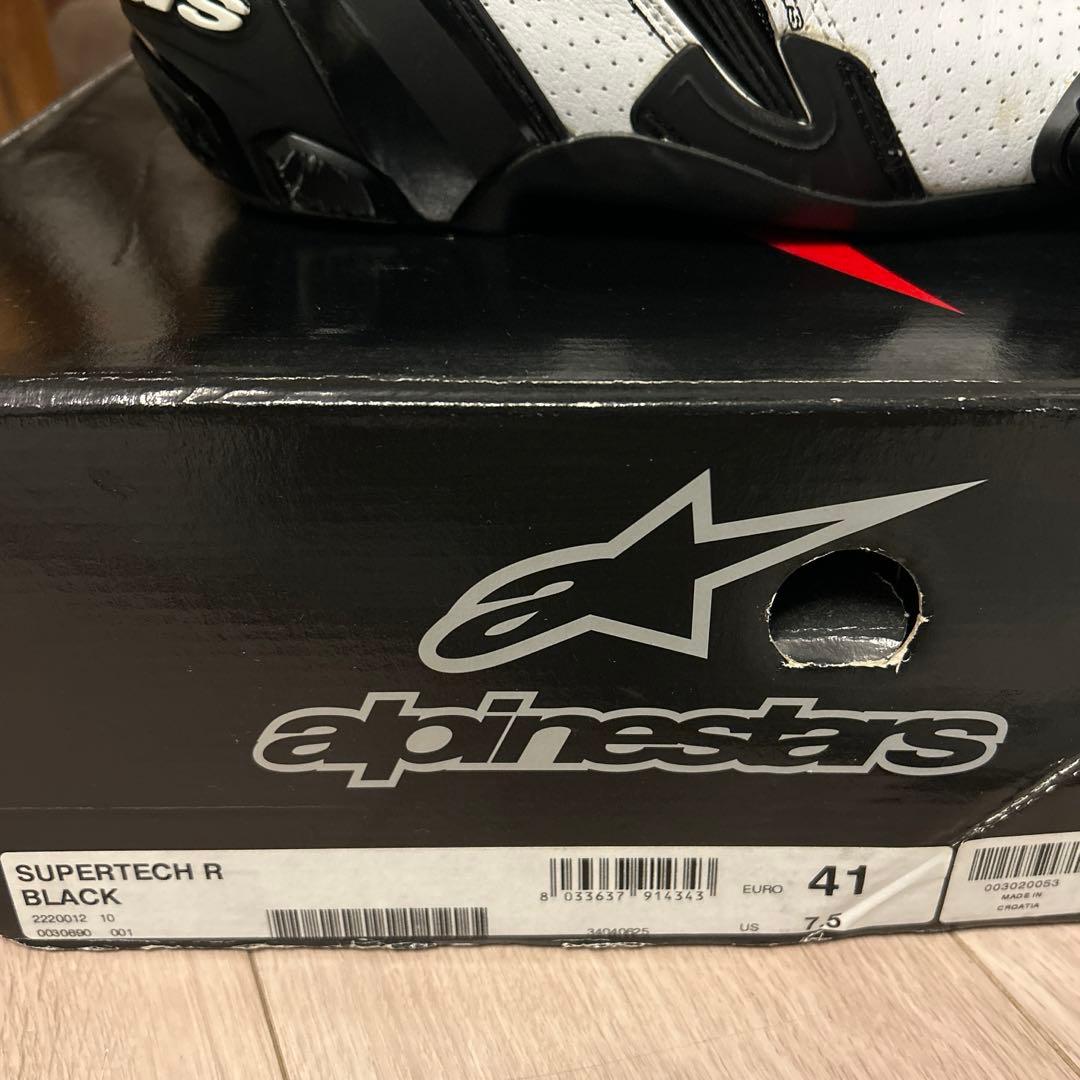 alpinestars
SUPERTECH R
BLACK
2220012 10
0030690 001
8 033637 914343
34040625
EURO 41
US 7.5
003020053
MADE IN
CROATIA